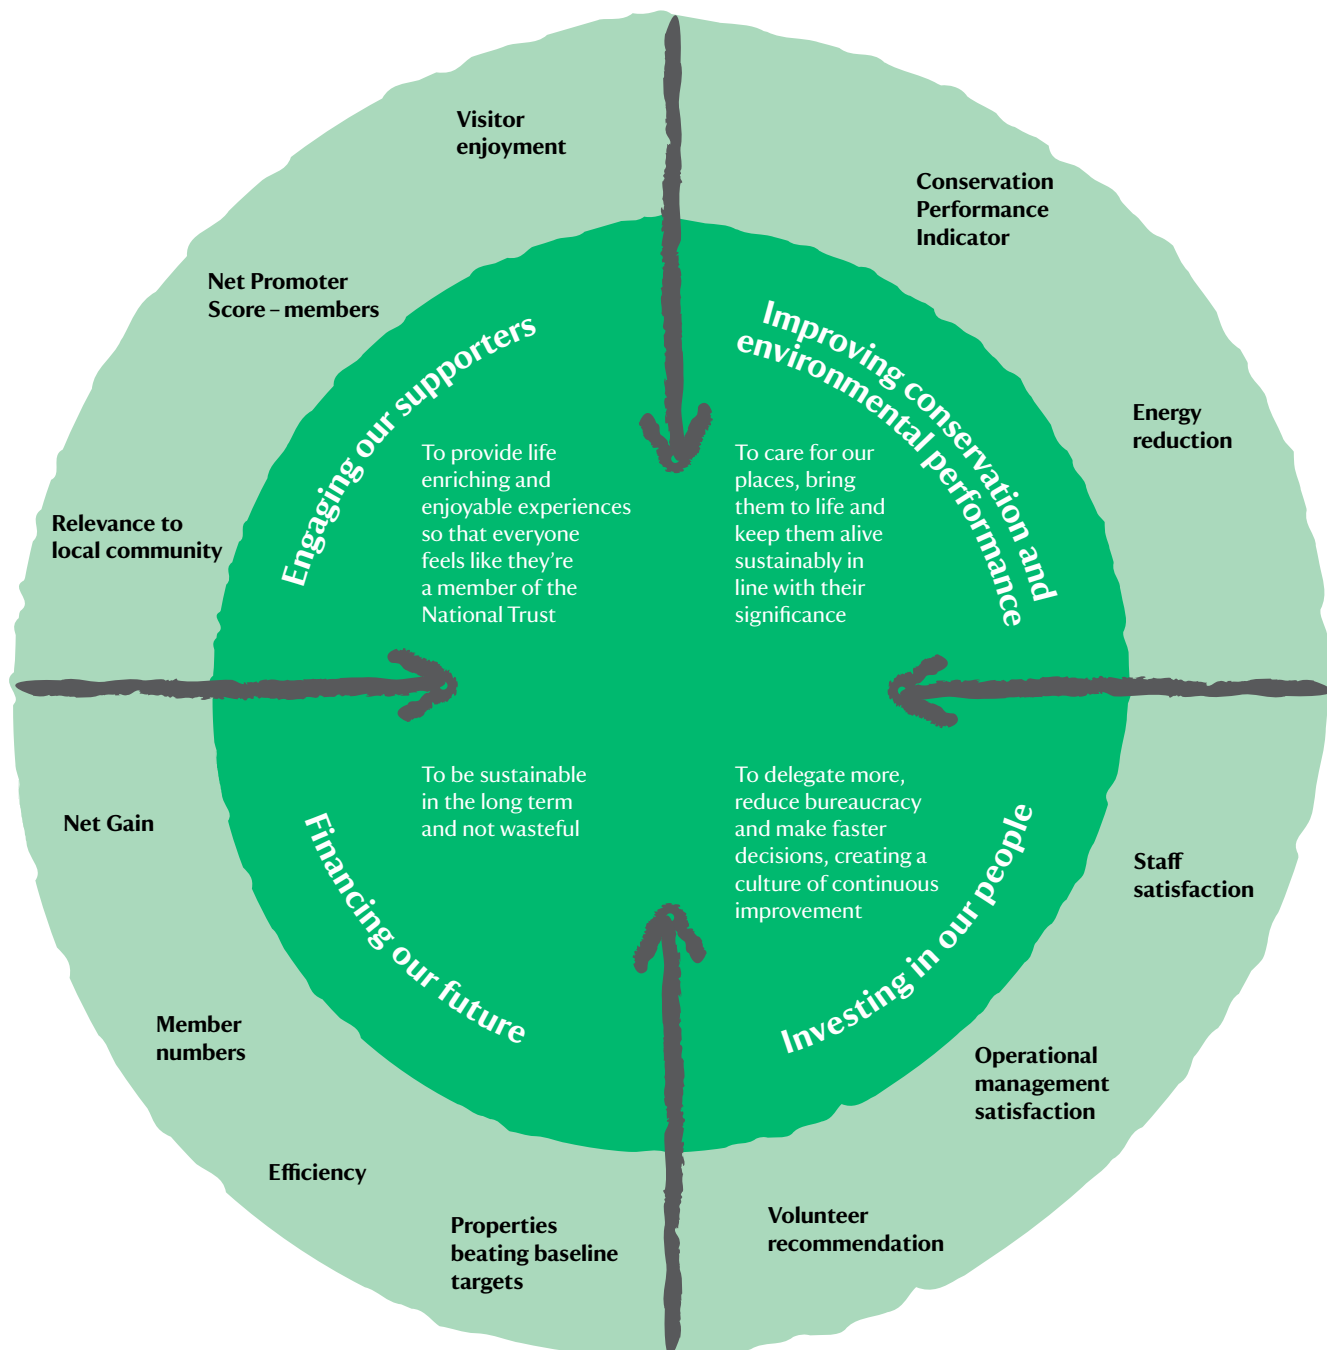 Visitor
enjoyment
Net Promoter
Score – members
Relevance to
local community
Engaging our supporters
To provide life
enriching and
enjoyable experiences
so that everyone
feels like they’re
a member of the
National Trust
Conservation
Performance
Indicator
Energy
reduction
Improving conservation and
environmental performance
To care for our
places, bring
them to life and
keep them alive
sustainably in
line with their
significance
Net Gain
Member
numbers
Efficiency
Properties
beating baseline
targets
Financing our future
To be sustainable
in the long term
and not wasteful
To delegate more,
reduce bureaucracy
and make faster
decisions, creating a
culture of continuous
improvement
Investing in our people
Staff
satisfaction
Operational
management
satisfaction
Volunteer
recommendation